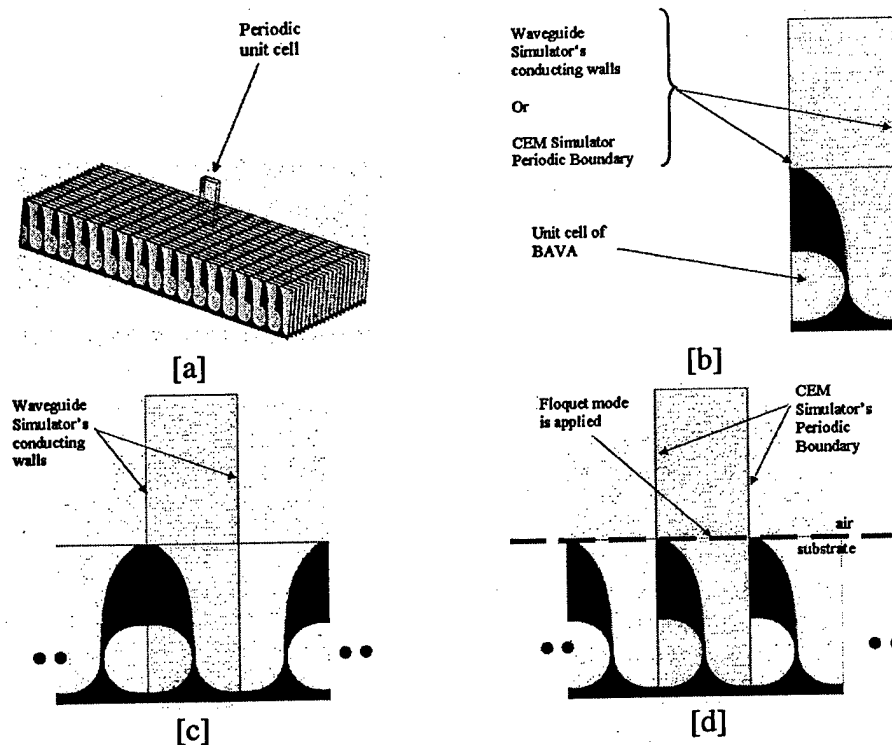 Periodic
unit cell
[a]
Waveguide
Simulator's
conducting walls
Or
CEM Simulator
Periodic Boundary
Unit cell of
BAVA
[b]
Waveguide
Simulator's
conducting
walls
[c]
Floquet mode
is applied
CEM
Simulator's
Periodic
Boundary
air
substrate
[d]